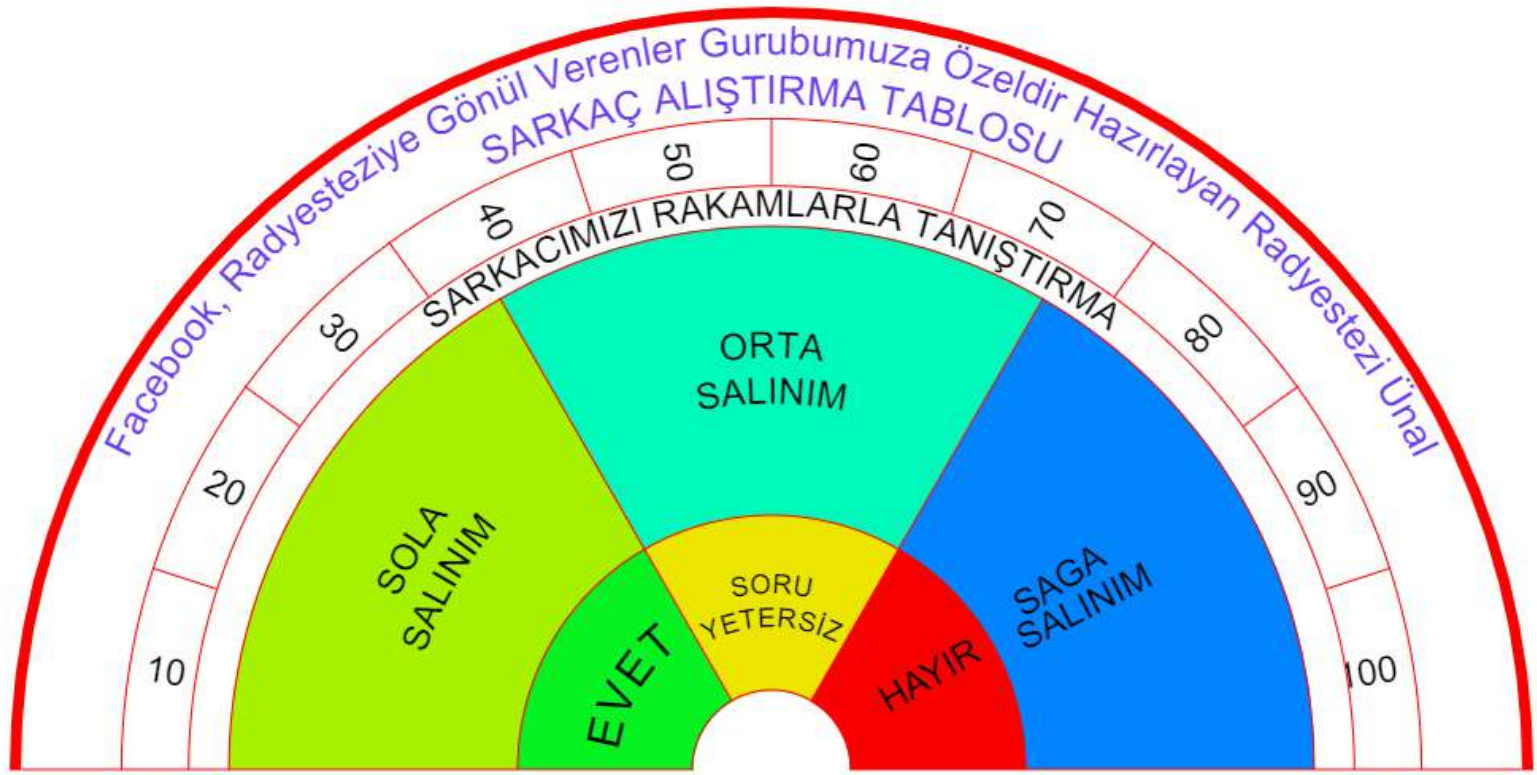 Facebook, Radyesteziye Gönül Verenler Gurubumuza Özeldir Hazırlayan Radyestezi Ünal
SARKAÇ ALIŞTIRMA TABLOSU
10
20
30
40
50
60
70
80
90
100
SARKACIMIZI RAKAMLARLA TANIŞTIRMA
SOLA
SALINIM
ORTA
SALINIM
SAGA
SALINIM
EVET
SORU
YETERSİZ
HAYIR